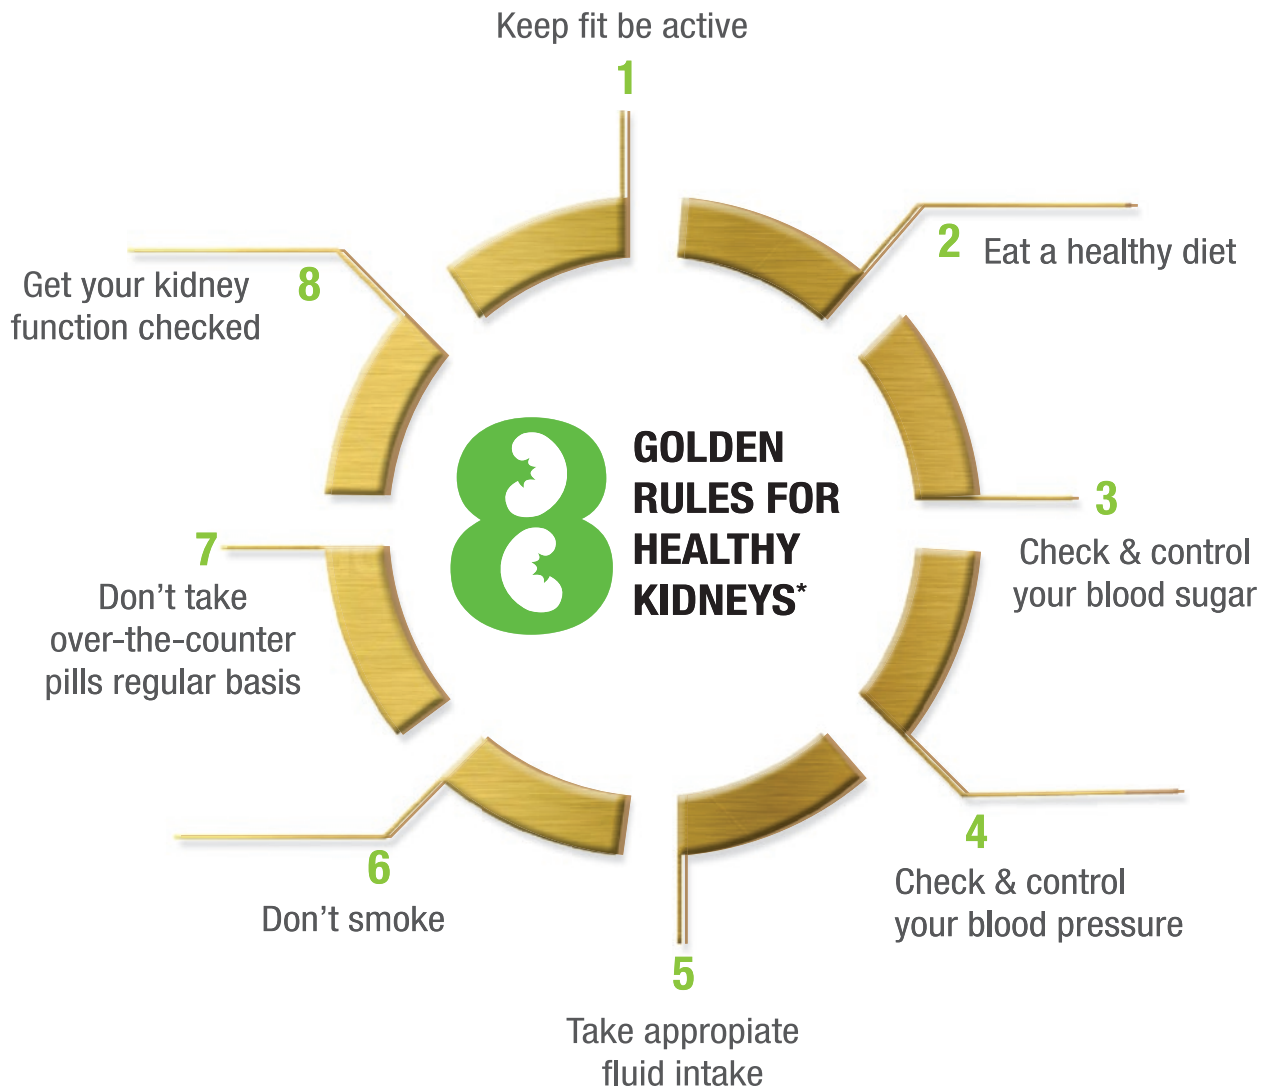 Keep fit be active
1
2 Eat a healthy diet
3
Check & control
your blood sugar
4
Check & control
your blood pressure
5
Take appropiate
fluid intake
6
Don't smoke
7
Don't take
over-the-counter
pills regular basis
8
Get your kidney
function checked
8
GOLDEN
RULES FOR
HEALTHY
KIDNEYS*